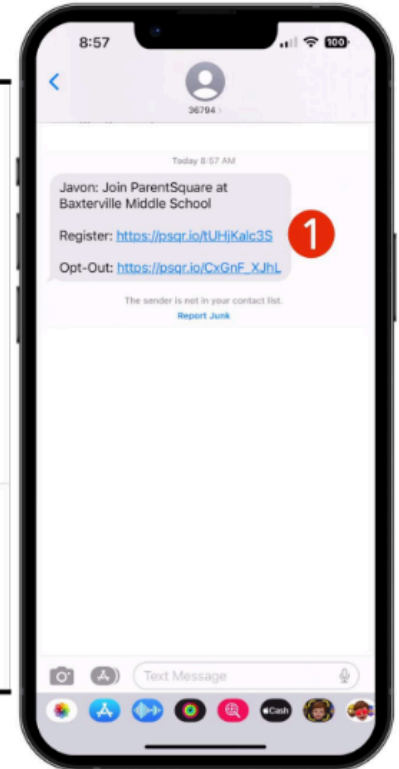 8:57
100
36794 ›
Today 8:57 AM
Javon: Join ParentSquare at
Baxterville Middle School
Register: https://psqr.io/tUHjKalc3S
1
Opt-Out: https://psqr.io/CxGnF_XJhL
The sender is not in your contact list.
Report Junk
Text Message
Cash